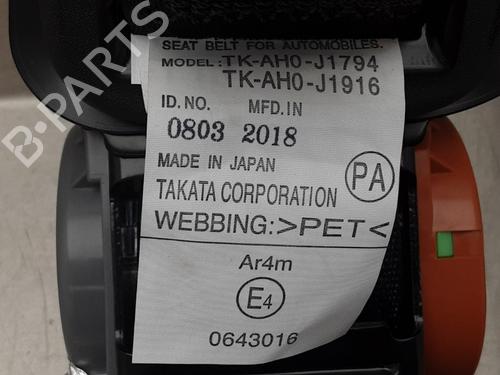 SEAT BELT FOR AUTOMOBILES.
MODEL: TK-AH0-J1794
TK-AH0-J1916
ID.NO. MFD.IN
0803 2018
MADE IN JAPAN
PA
TAKATA CORPORATION
WEBBING:>PET<
Ar4m
E4
0643016
B-PARTS